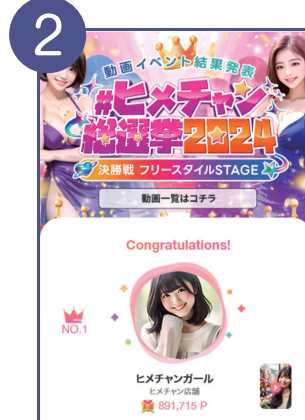 2
動画イベント結果発表
#ヒメチャン
総選挙2024
決勝戦 フリースタイルSTAGE
動画一覧はコチラ
Congratulations!
NO.1
ヒメチャンガール
ヒメチャン店舗
891,715 P